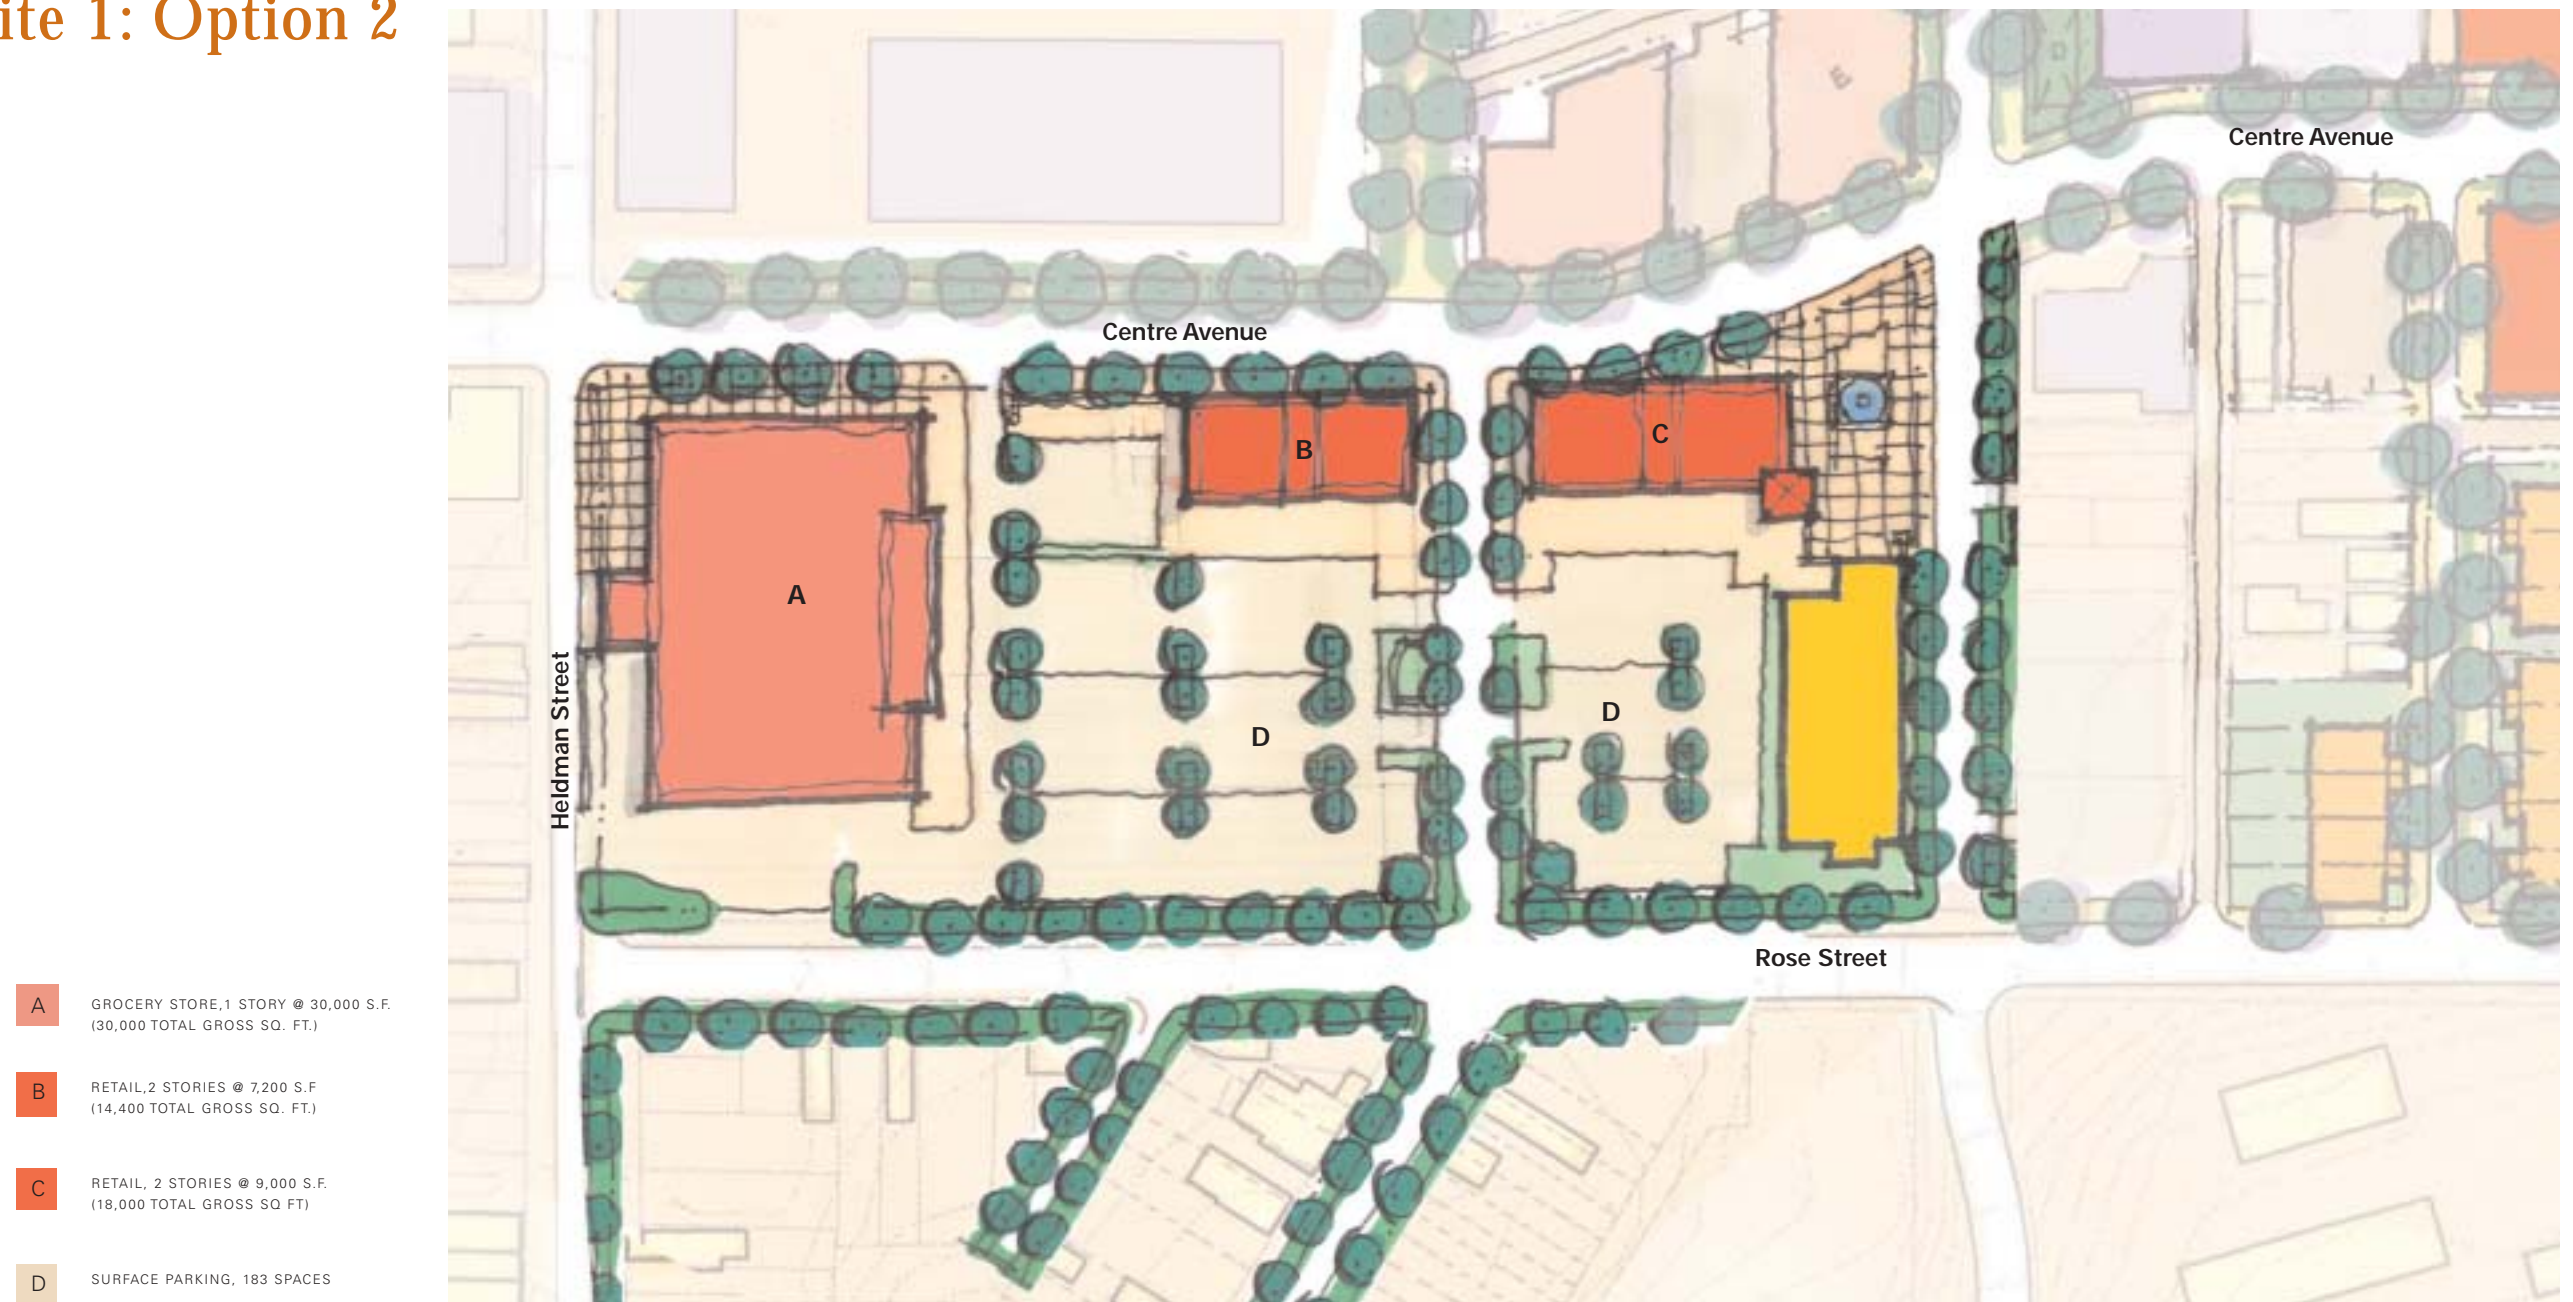 ite 1: Option 2
Centre Avenue
Centre Avenue
E
A
B
C
D
D
Heldman Street
Rose Street
A
GROCERY STORE,1 STORY @ 30,000 S.F.
(30,000 TOTAL GROSS SQ. FT.)
B
RETAIL,2 STORIES @ 7,200 S.F
(14,400 TOTAL GROSS SQ. FT.)
C
RETAIL, 2 STORIES @ 9,000 S.F.
(18,000 TOTAL GROSS SQ FT)
D
SURFACE PARKING, 183 SPACES